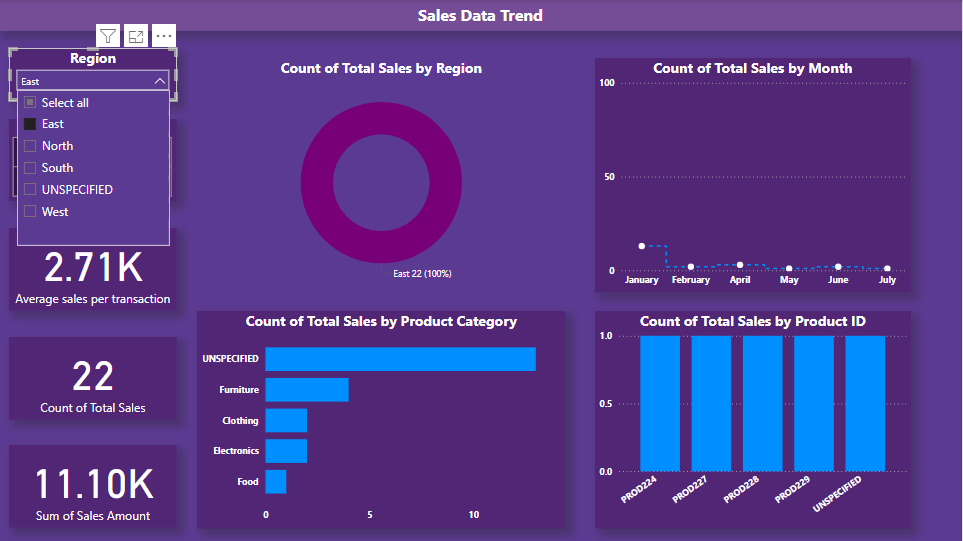 Sales Data Trend
Region
East
Select all
East
North
South
UNSPECIFIED
West
2.71K
Average sales per transaction
22
Count of Total Sales
11.10K
Sum of Sales Amount
Count of Total Sales by Region
East 22 (100%)
Count of Total Sales by Month
100
50
0
January February April May June July
Count of Total Sales by Product Category
UNSPECIFIED
Furniture
Clothing
Electronics
Food
0 5 10
Count of Total Sales by Product ID
1.0
0.5
0.0
PROD224 PROD227 PROD228 PROD229 UNSPECIFIED